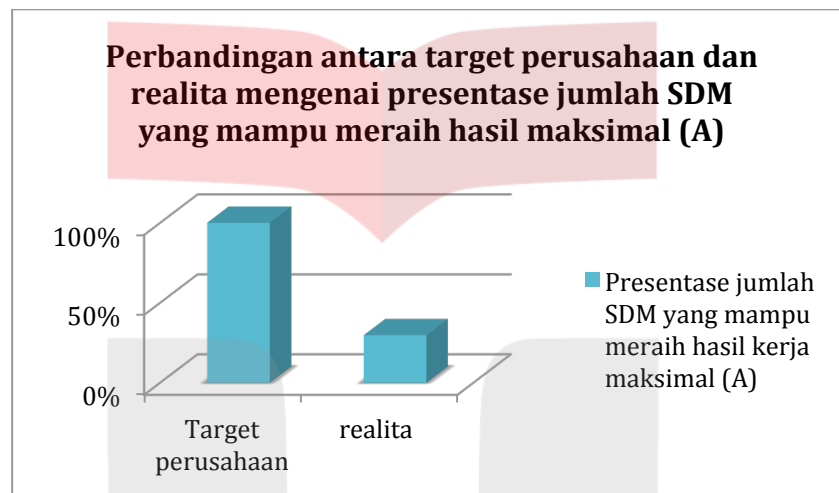 Perbandingan antara target perusahaan dan
realita mengenai presentase jumlah SDM
yang mampu meraih hasil maksimal (A)
100%
50%
0%
Target
perusahaan
realita
Presentase jumlah
SDM yang mampu
meraih hasil kerja
maksimal (A)